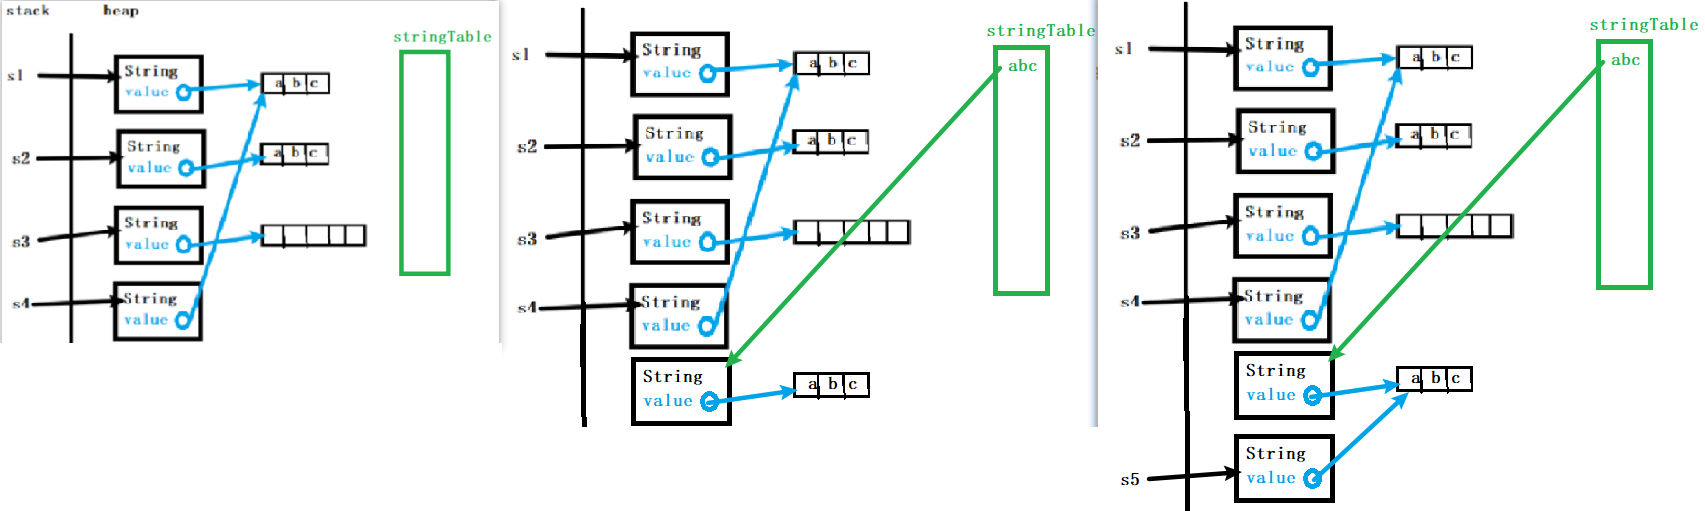 stack heap
stringTable
s1
String
value
a b c
s2
String
value
a b c
s3
String
value
s4
String
value
stringTable
abc
s1
String
value
a b c
s2
String
value
a b c
s3
String
value
s4
String
value
String
value
a b c
stringTable
abc
s1
String
value
a b c
s2
String
value
a b c
s3
String
value
s4
String
value
String
value
a b c
s5
String
value